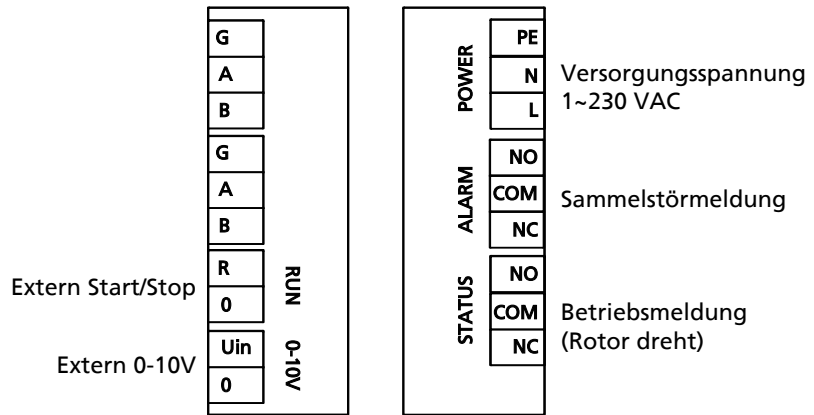 G
A
B
G
A
B
Extern Start/Stop
R
0
RUN
Extern 0-10V
Uin
0
0-10V
POWER
PE
N
L
Versorgungsspannung
1~230 VAC
ALARM
NO
COM
NC
Sammelstörmeldung
STATUS
NO
COM
NC
Betriebsmeldung
(Rotor dreht)